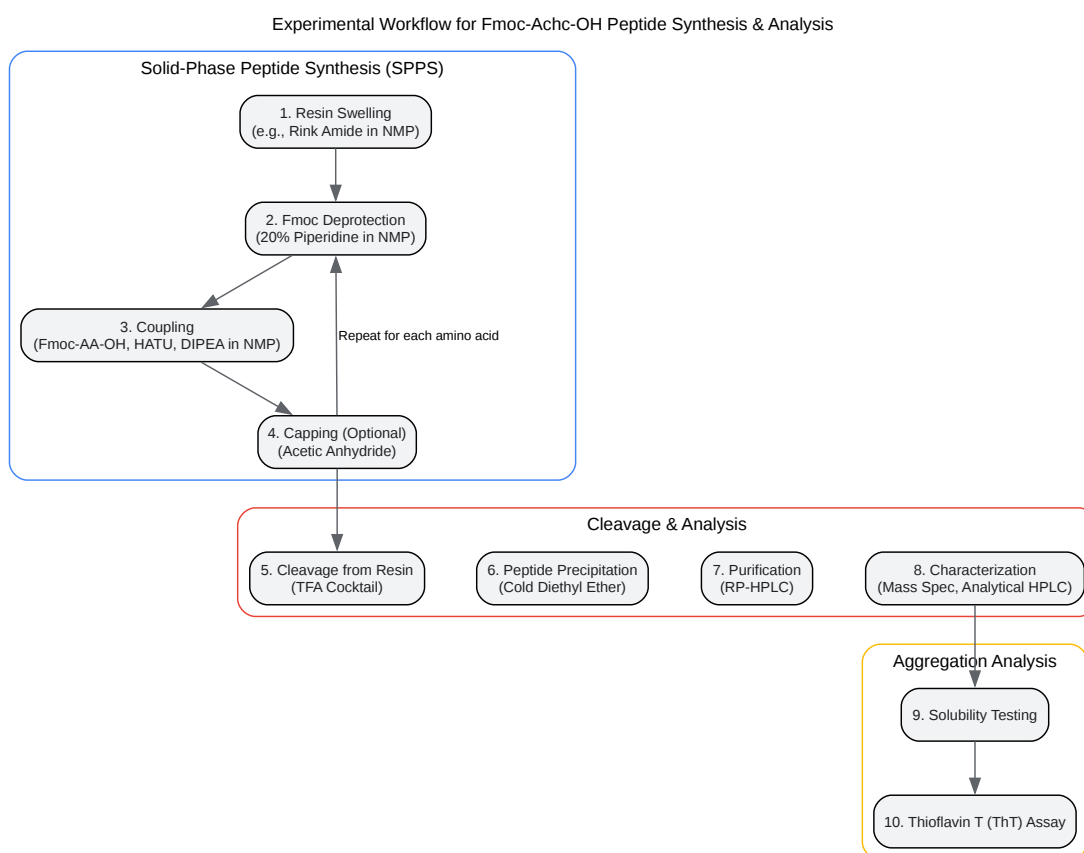 Experimental Workflow for Fmoc-Achc-OH Peptide Synthesis & Analysis
Solid-Phase Peptide Synthesis (SPPS)
1. Resin Swelling
(e.g., Rink Amide in NMP)
2. Fmoc Deprotection
(20% Piperidine in NMP)
3. Coupling
(Fmoc-AA-OH, HATU, DIPEA in NMP)
Repeat for each amino acid
4. Capping (Optional)
(Acetic Anhydride)
Cleavage & Analysis
5. Cleavage from Resin
(TFA Cocktail)
6. Peptide Precipitation
(Cold Diethyl Ether)
7. Purification
(RP-HPLC)
8. Characterization
(Mass Spec, Analytical HPLC)
Aggregation Analysis
9. Solubility Testing
10. Thioflavin T (ThT) Assay